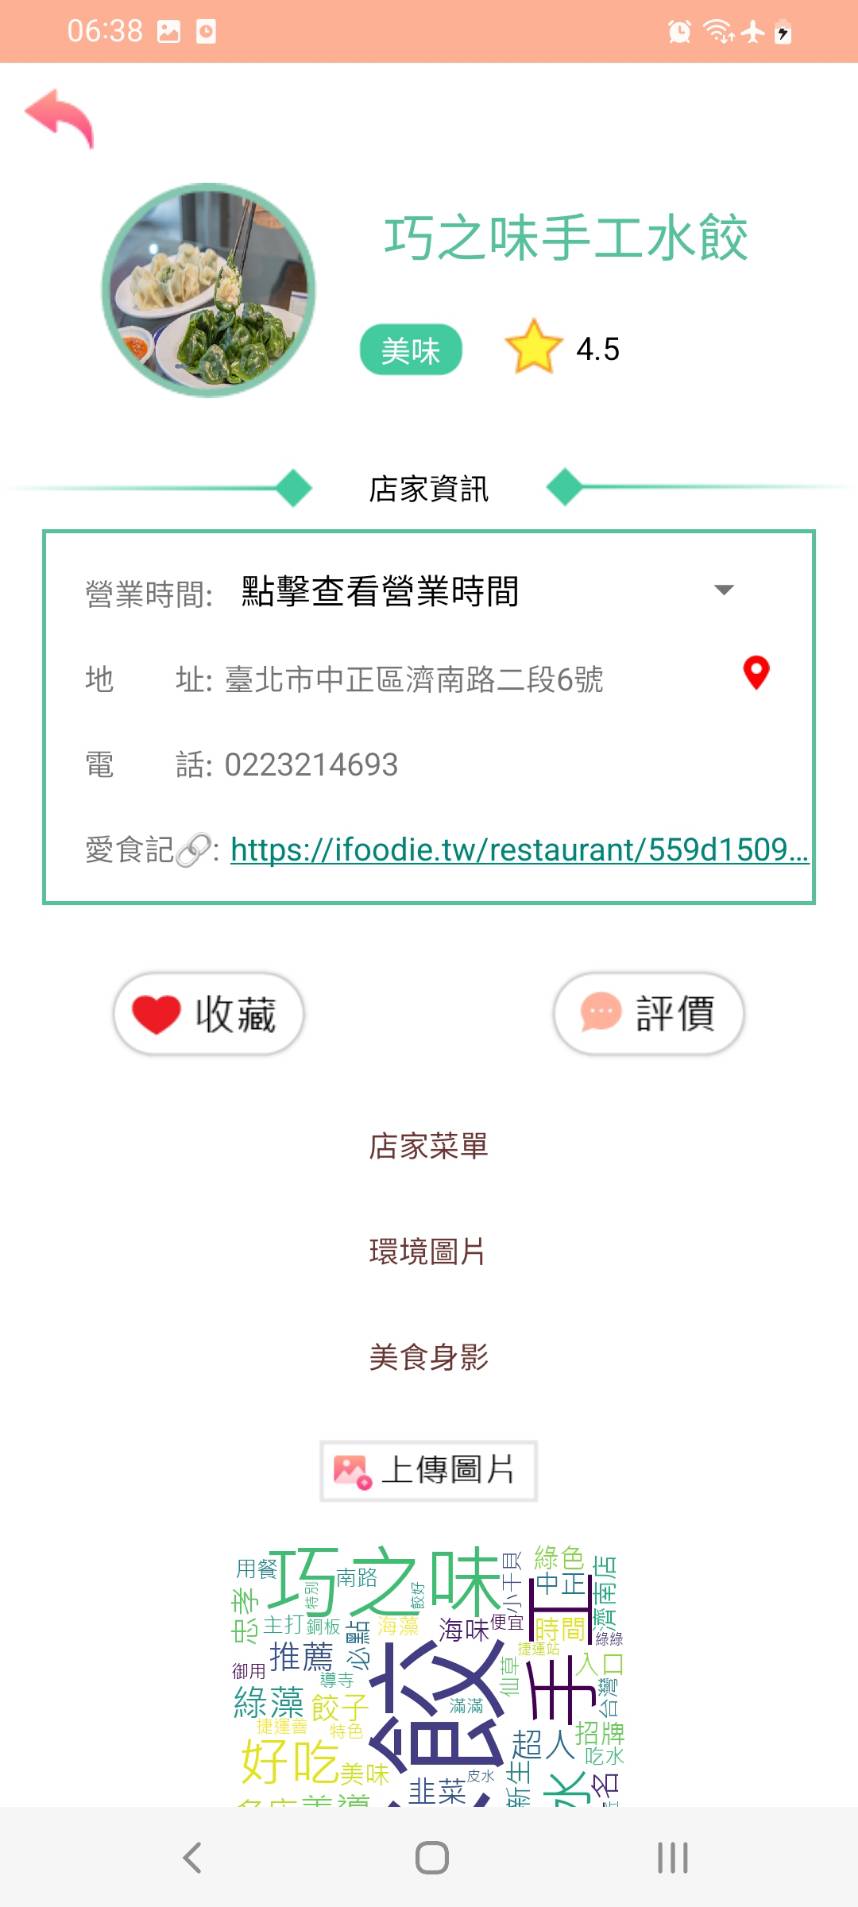 06:38
巧之味手工水餃
美味 4.5
店家資訊
營業時間: 點擊查看營業時間
地 址: 臺北市中正區濟南路二段6號
電 話: 0223214693
愛食記: https://ifoodie.tw/restaurant/559d1509...
收藏 評價
店家菜單
環境圖片
美食身影
上傳圖片
巧之味
用餐
南路
特別
餃好
小干貝
綠色
中正
濟南店
忠孝
主打
銅板
必點
海藻
海味
便宜
工
時間
綠綠
捷運站
御用
推薦
導寺
餃
仙草
手
入口
台灣
綠藻
餃子
滿滿
捷運善
特色
超人
招牌
吃水
好吃
美味
韭菜
皮水
新生
水
名